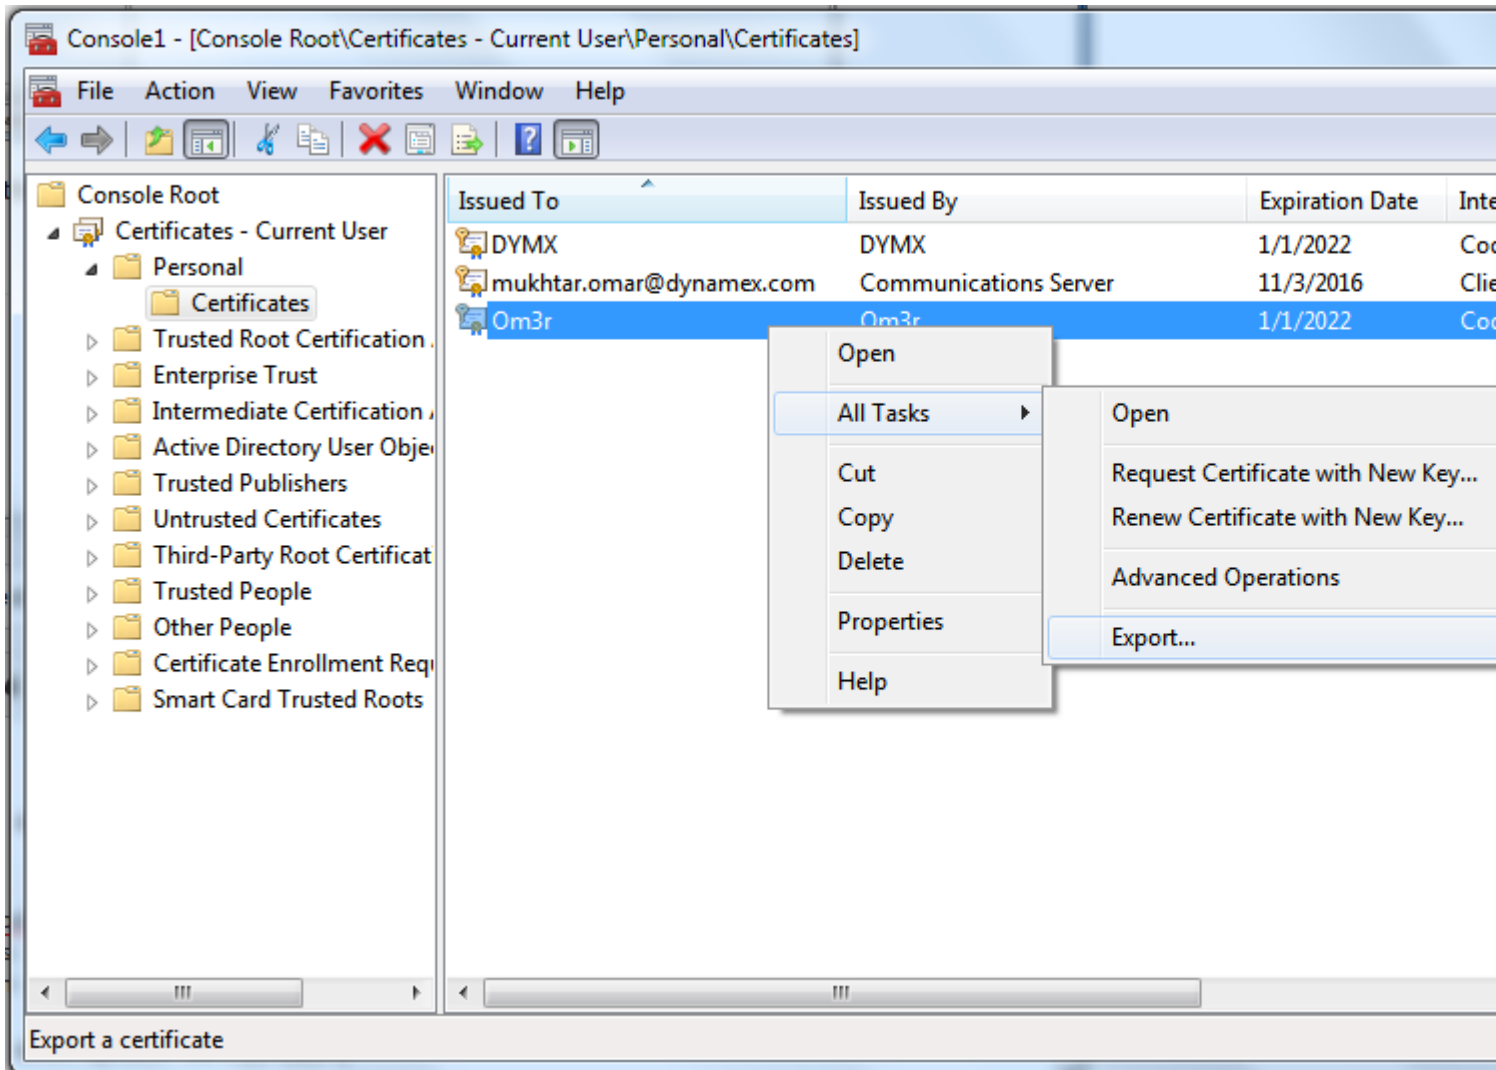 Console1 - [Console Root\Certificates - Current User\Personal\Certificates]
File Action View Favorites Window Help
Console Root
Certificates - Current User
Personal
Certificates
Trusted Root Certification
Enterprise Trust
Intermediate Certification
Active Directory User Obje
Trusted Publishers
Untrusted Certificates
Third-Party Root Certificat
Trusted People
Other People
Certificate Enrollment Requ
Smart Card Trusted Roots
Issued To Issued By Expiration Date Inte
DYMX DYMX 1/1/2022 Coc
mukhtar.omar@dynamex.com Communications Server 11/3/2016 Clie
Om3r Om3r 1/1/2022 Coc
Open
All Tasks
Cut
Copy
Delete
Properties
Help
Open
Request Certificate with New Key...
Renew Certificate with New Key...
Advanced Operations
Export...
Export a certificate